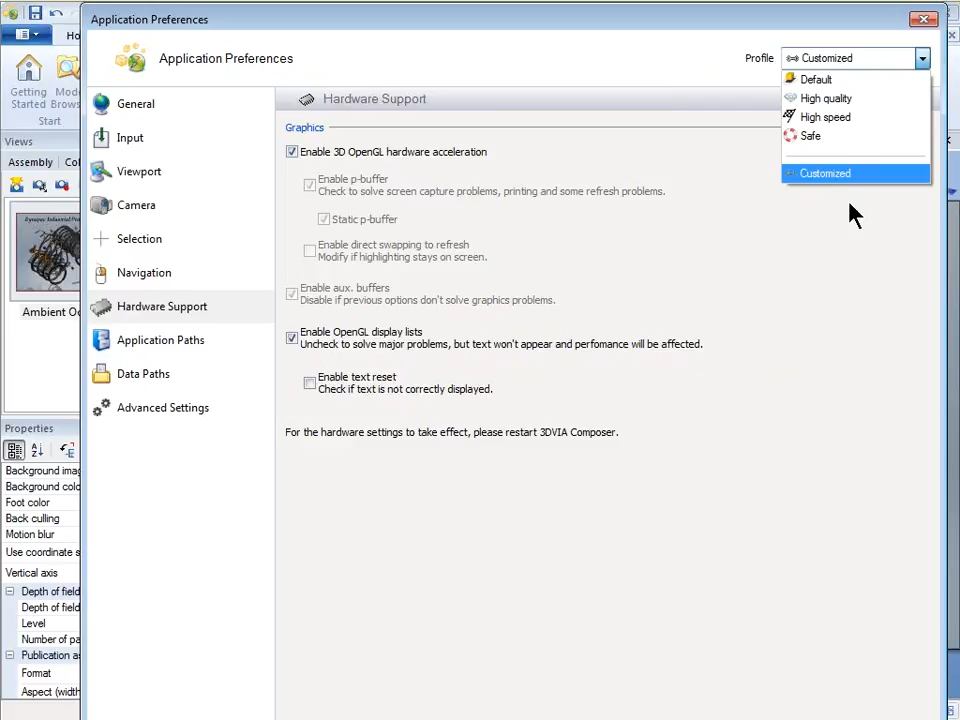 Application Preferences
Application Preferences
Profile
Customized
Default
High quality
High speed
Safe
Customized
Getting
Started
Start
Views
Assembly
Ambient
Properties
Background
Background
Foot color
Back culling
Motion blur
Use coordinate
Vertical axis
Depth of field
Depth of field
Level
Number of
Publication
Format
Aspect
General
Input
Viewport
Camera
Selection
Navigation
Hardware Support
Application Paths
Data Paths
Advanced Settings
Hardware Support
Graphics
Enable 3D OpenGL hardware acceleration
Enable p-buffer
Check to solve screen capture problems, printing and some refresh problems.
Static p-buffer
Enable direct swapping to refresh
Modify if highlighting stays on screen.
Enable aux. buffers
Disable if previous options don't solve graphics problems.
Enable OpenGL display lists
Uncheck to solve major problems, but text won't appear and perfomance will be affected.
Enable text reset
Check if text is not correctly displayed.
For the hardware settings to take effect, please restart 3DVIA Composer.